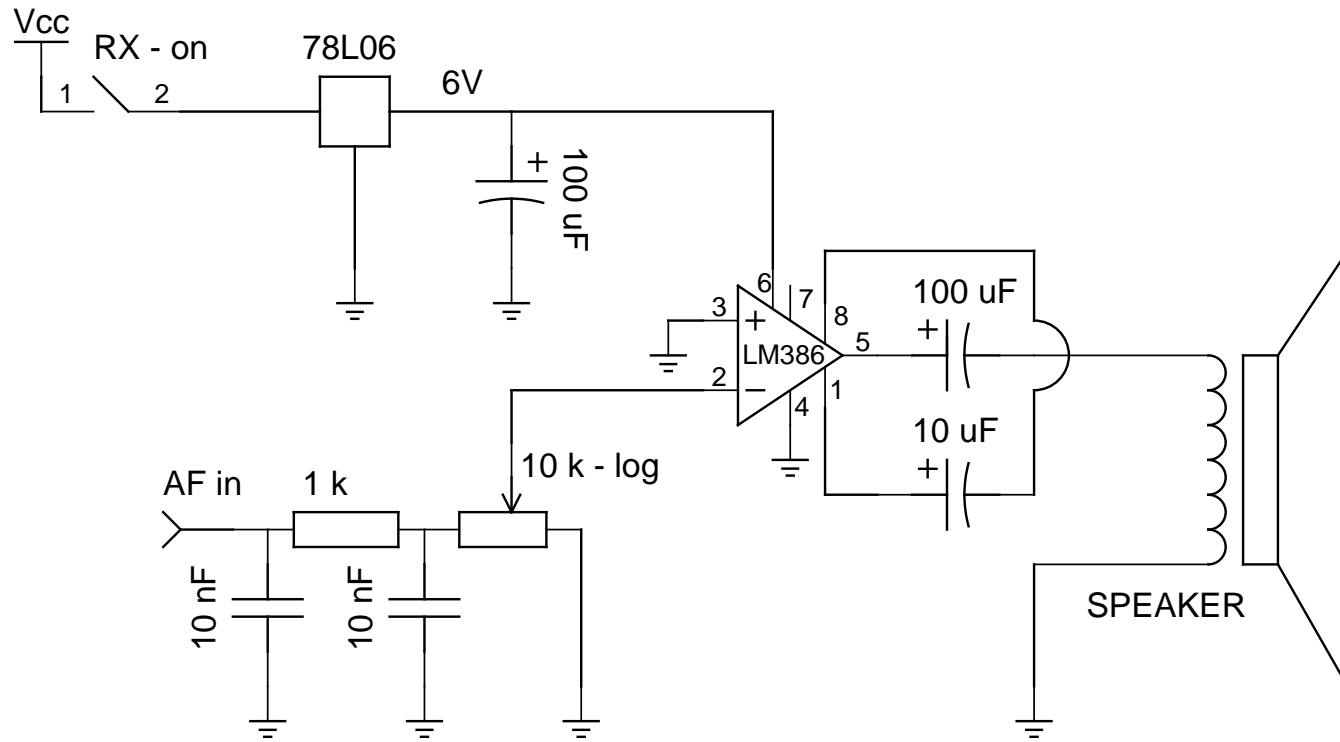 Vcc
RX - on
78L06
1
2
6V
+
100 uF
6
7
3
+
8
100 uF
+
LM386
5
2
−
1
4
10 uF
+
10 k - log
AF in
1 k
10 nF
10 nF
SPEAKER